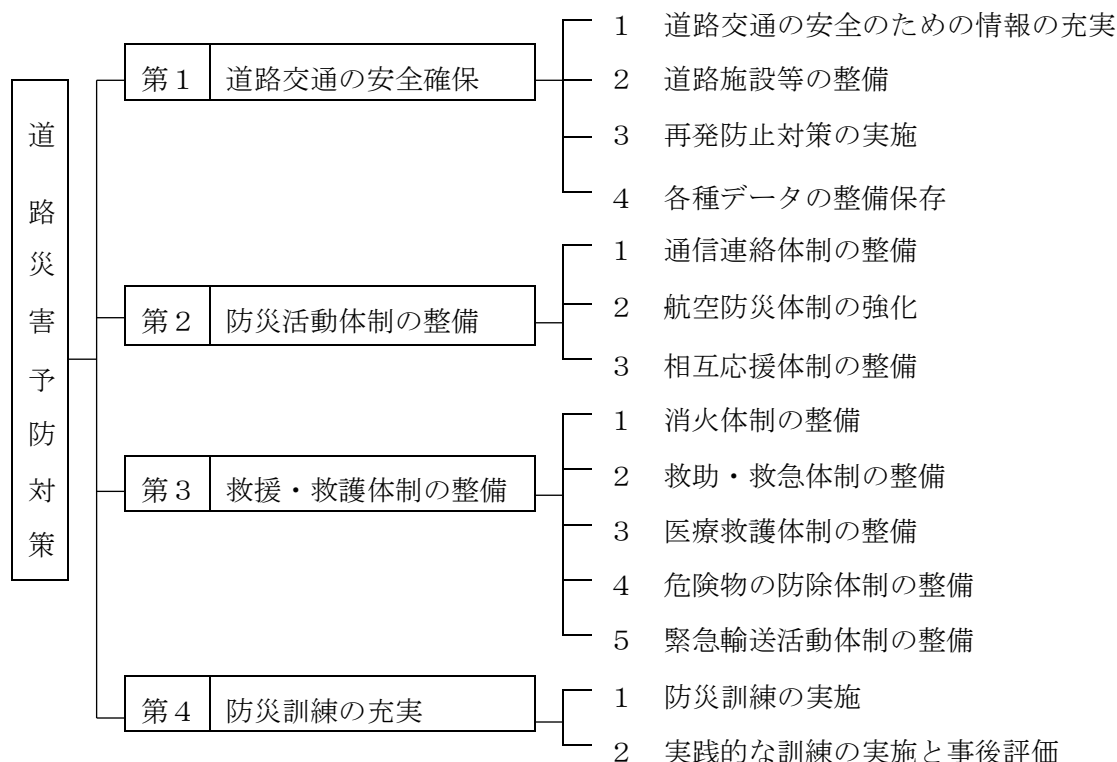 道路災害予防対策
第１ 道路交通の安全確保
１ 道路交通の安全のための情報の充実
２ 道路施設等の整備
３ 再発防止対策の実施
４ 各種データの整備保存
第２ 防災活動体制の整備
１ 通信連絡体制の整備
２ 航空防災体制の強化
３ 相互応援体制の整備
第３ 救援・救護体制の整備
１ 消火体制の整備
２ 救助・救急体制の整備
３ 医療救護体制の整備
４ 危険物の防除体制の整備
５ 緊急輸送活動体制の整備
第４ 防災訓練の充実
１ 防災訓練の実施
２ 実践的な訓練の実施と事後評価